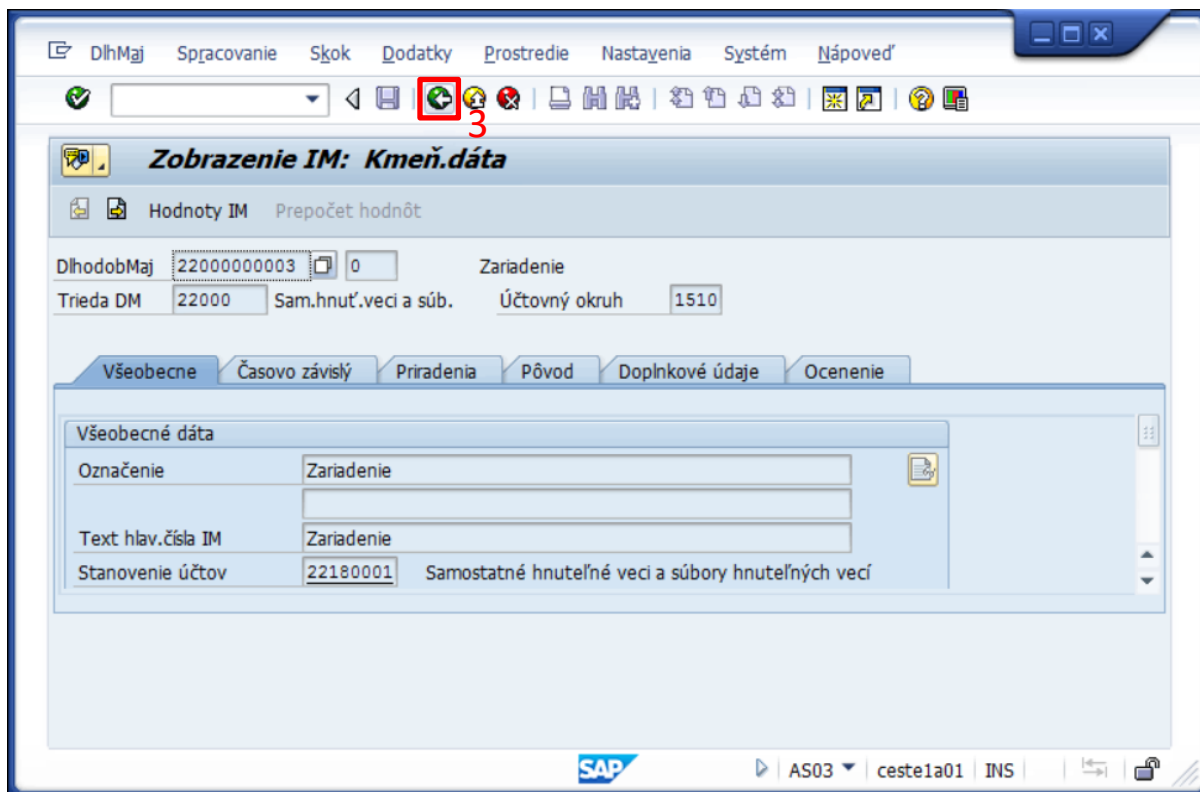 DlhMaj Spracovanie Skok Dodatky Prostredie Nastavenia Systém Nápoveď
3
Zobrazenie IM: Kmeň.dáta
Hodnoty IM Prepočet hodnôt
DlhodobMaj 22000000003 0 Zariadenie
Trieda DM 22000 Sam.hnuť.veci a súb. Účtovný okruh 1510
Všeobecne Časovo závislý Priradenia Pôvod Doplnkové údaje Ocenenie
Všeobecné dáta
Označenie Zariadenie
Text hlav.čísla IM Zariadenie
Stanovenie účtov 22180001 Samostatné hnuteľné veci a súbory hnuteľných vecí
SAP AS03 ceste1a01 INS